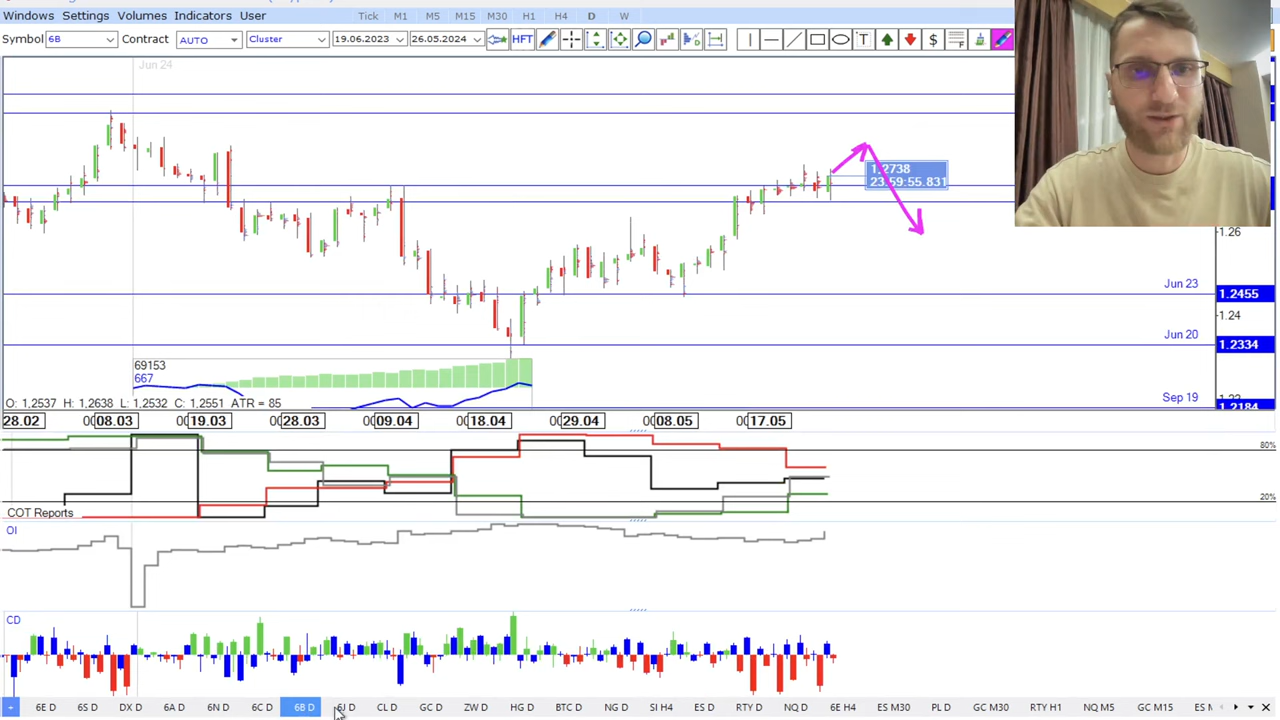 Windows Settings Volumes Indicators User Tick M1 M5 M15 M30 H1 H4 D W
Symbol 6B Contract AUTO Cluster 19.06.2023 26.05.2024 HFT T $
Jun 24
1.2738
23:59:55.831
1.26
Jun 23
1.2455
1.24
Jun 20
1.2334
69153
667
O: 1.2537 H: 1.2638 L: 1.2532 C: 1.2551 ATR = 85
Sep 19
1.2184
28.02 08.03 19.03 28.03 09.04 18.04 29.04 08.05 17.05
80%
20%
COT Reports
OI
CD
+ 6E D 6S D DX D 6A D 6N D 6C D 6B D 6J D CL D GC D ZW D HG D BTC D NG D SI H4 ES D RTY D NQ D 6E H4 ES M30 PL D GC M30 RTY H1 NQ M5 GC M15 ES M